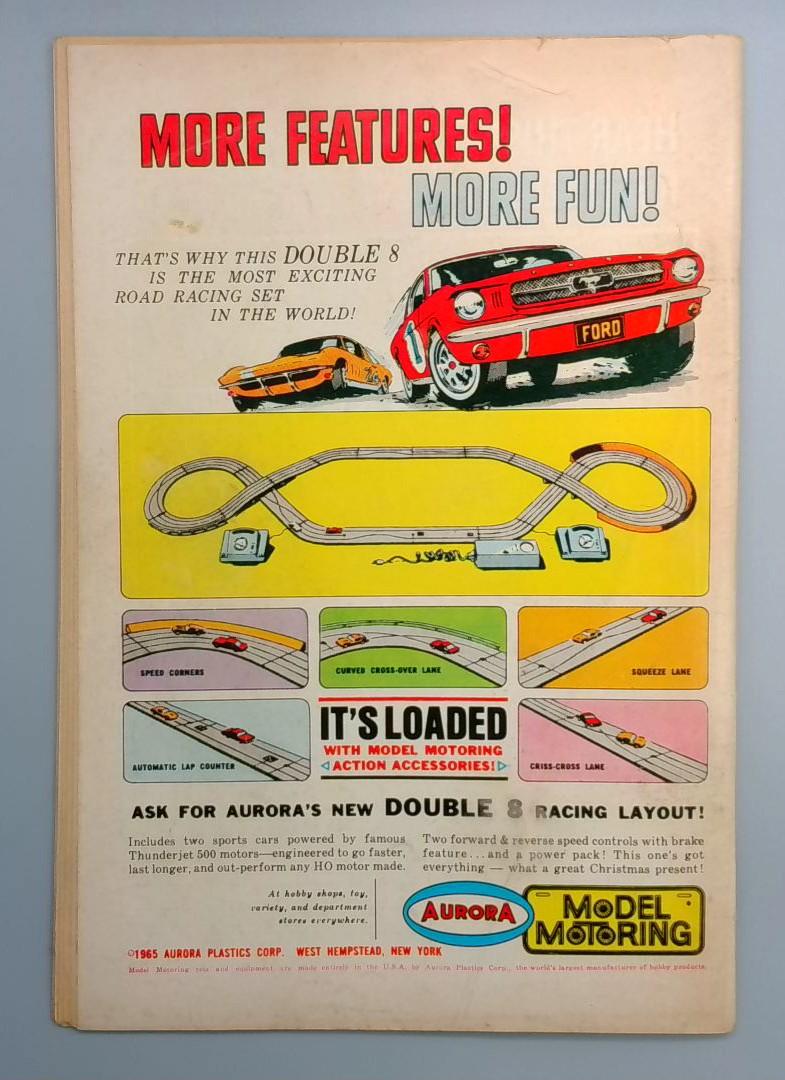 MORE FEATURES!
MORE FUN!
THAT'S WHY THIS DOUBLE 8
IS THE MOST EXCITING
ROAD RACING SET
IN THE WORLD!
FORD
SPEED CORNERS
CURVED CROSS-OVER LANE
SQUEEZE LANE
AUTOMATIC LAP COUNTER
IT'S LOADED
WITH MODEL MOTORING
ACTION ACCESSORIES!
CRISS-CROSS LANE
ASK FOR AURORA'S NEW DOUBLE 8 RACING LAYOUT!
Includes two sports cars powered by famous
Thunderjet 500 motors—engineered to go faster,
last longer, and out-perform any HO motor made.
Two forward & reverse speed controls with brake
feature...and a power pack! This one's got
everything — what a great Christmas present!
At hobby shops, toy,
variety, and department
stores everywhere.
AURORA
MODEL
MOTORING
©1965 AURORA PLASTICS CORP. WEST HEMPSTEAD, NEW YORK
Model Motoring sets and equipment are made entirely in the U.S.A. by Aurora Plastics Corp., the world's largest manufacturer of hobby products.